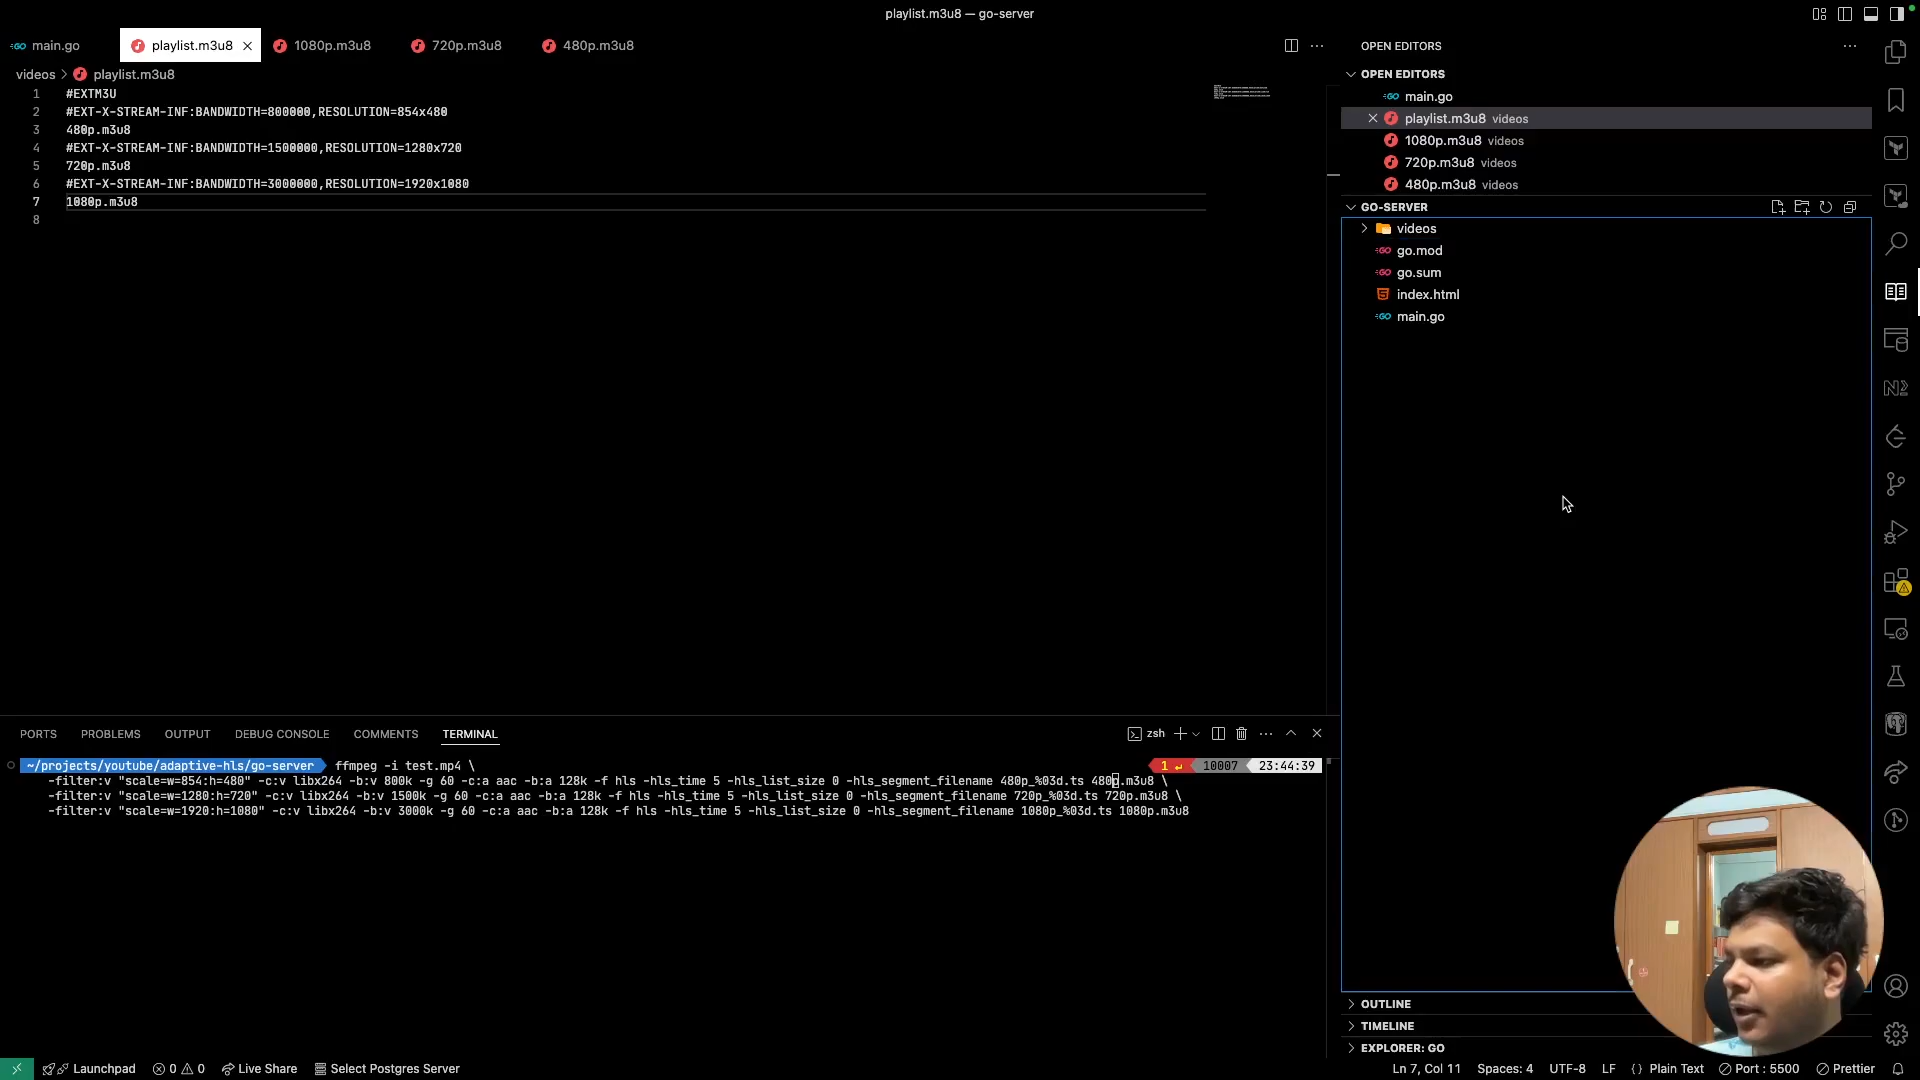 playlist.m3u8 — go-server
main.go
playlist.m3u8
1080p.m3u8
720p.m3u8
480p.m3u8
videos
playlist.m3u8
1 #EXTM3U
2 #EXT-X-STREAM-INF:BANDWIDTH=800000,RESOLUTION=854x480
3 480p.m3u8
4 #EXT-X-STREAM-INF:BANDWIDTH=1500000,RESOLUTION=1280x720
5 720p.m3u8
6 #EXT-X-STREAM-INF:BANDWIDTH=3000000,RESOLUTION=1920x1080
7 1080p.m3u8
8
OPEN EDITORS
OPEN EDITORS
main.go
playlist.m3u8 videos
1080p.m3u8 videos
720p.m3u8 videos
480p.m3u8 videos
GO-SERVER
videos
go.mod
go.sum
index.html
main.go
PORTS PROBLEMS OUTPUT DEBUG CONSOLE COMMENTS TERMINAL
zsh
~/projects/youtube/adaptive-hls/go-server ffmpeg -i test.mp4 \
1 ↵ 10007 23:44:39
-filter:v "scale=w=854:h=480" -c:v libx264 -b:v 800k -g 60 -c:a aac -b:a 128k -f hls -hls_time 5 -hls_list_size 0 -hls_segment_filename 480p_%03d.ts 480p.m3u8 \
-filter:v "scale=w=1280:h=720" -c:v libx264 -b:v 1500k -g 60 -c:a aac -b:a 128k -f hls -hls_time 5 -hls_list_size 0 -hls_segment_filename 720p_%03d.ts 720p.m3u8 \
-filter:v "scale=w=1920:h=1080" -c:v libx264 -b:v 3000k -g 60 -c:a aac -b:a 128k -f hls -hls_time 5 -hls_list_size 0 -hls_segment_filename 1080p_%03d.ts 1080p.m3u8
OUTLINE
TIMELINE
EXPLORER: GO
Launchpad 0 0 Live Share Select Postgres Server
Ln 7, Col 11 Spaces: 4 UTF-8 LF {} Plain Text Port : 5500 Prettier